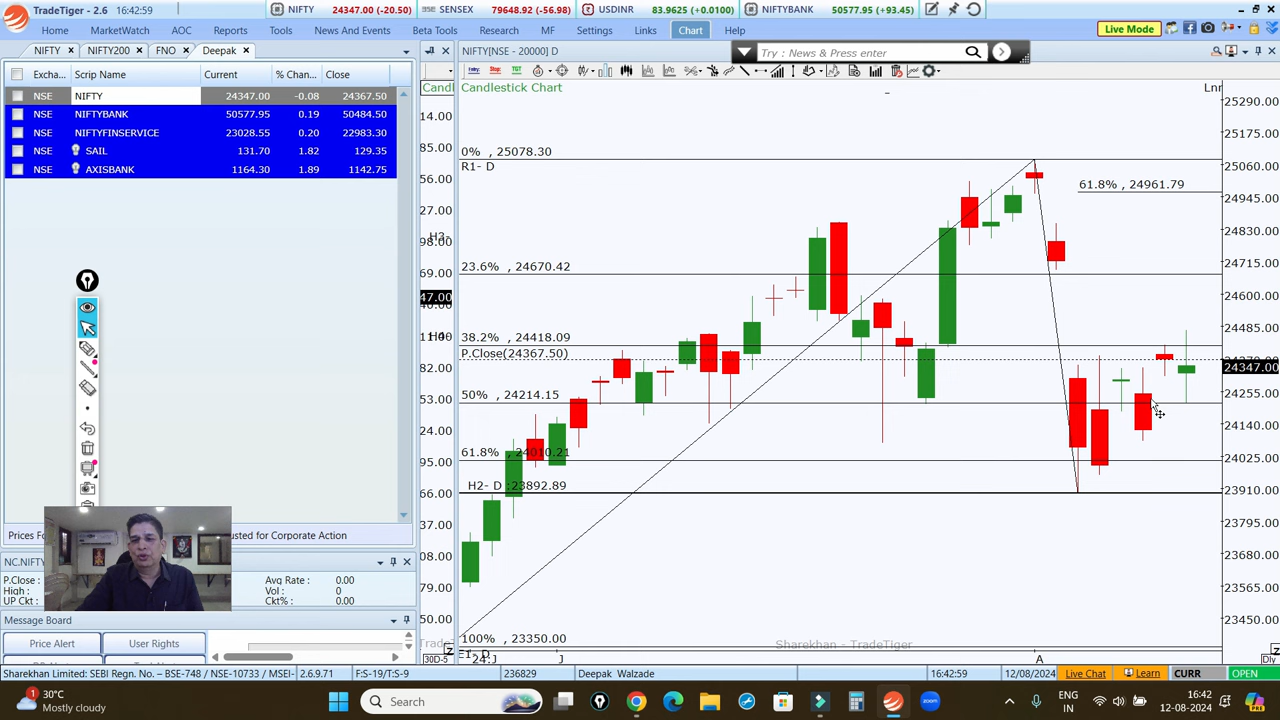 TradeTiger - 2.6
NIFTY 24347.00 (-20.50)
SENSEX 79648.92 (-56.98)
USDINR 83.9625 (+0.0100)
NIFTYBANK 50577.95 (+93.45)
Home MarketWatch AOC Reports Tools News And Events Research MF Settings Links Chart Help
Live Mode
NIFTY × NIFTY200 × FNO × Deepak ×
NIFTY[NSE - 20000] D
Try : News & Press enter
Excha... Scrip Name Current % Chan... Close
NSE NIFTY 24347.00 -0.08 24367.50
NSE NIFTYBANK 50577.95 0.19 50484.50
NSE NIFTYFINSERVICE 23028.55 0.20 22983.30
NSE SAIL 131.70 1.82 129.35
NSE AXISBANK 1164.30 1.89 1142.75
Candlestick Chart
Lnr
25290.00
25175.00
0% , 25078.30
25060.00
R1- D
61.8% , 24961.79
24945.00
24830.00
23.6% , 24670.42
24715.00
24600.00
38.2% , 24418.09
24485.00
P.Close(24367.50)
24347.00
50% , 24214.15
24255.00
24140.00
61.8% , 24010.21
24025.00
H2- D :23892.89
23910.00
23795.00
23680.00
23565.00
100% , 23350.00
23450.00
Sharekhan - TradeTiger
24:J J A
30D-5
Div
usted for Corporate Action
NC.NIFTY
P.Close :
High :
UP Ckt :
Avg Rate : 0.00
Vol : 0
Ckt% : 0.00
Message Board
Price Alert User Rights
Sharekhan Limited: SEBI Regn. No – BSE-748 / NSE-10733 / MSEI- 2.6.9.71 F:S-19/T:S-9 236829 Deepak Walzade 16:42:59 12/08/2024 Live Chat Learn CURR OPEN
30°C
Mostly cloudy
Search
zoom
ENG
IN
16:42
12-08-2024
16:42:59